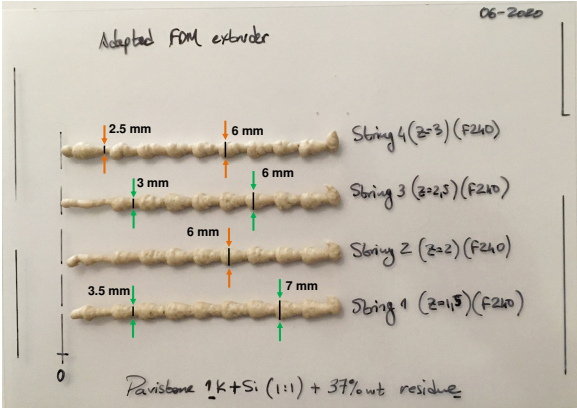 06-2020
Adapted FDM extruder
2.5 mm
6 mm
String 4 (z=3) (F240)
3 mm
6 mm
String 3 (z=2,5) (F240)
6 mm
String 2 (z=2) (F240)
3.5 mm
7 mm
String 1 (z=1,5) (F240)
0
Pavistone 1K+Si (1:1) + 37%wt residue